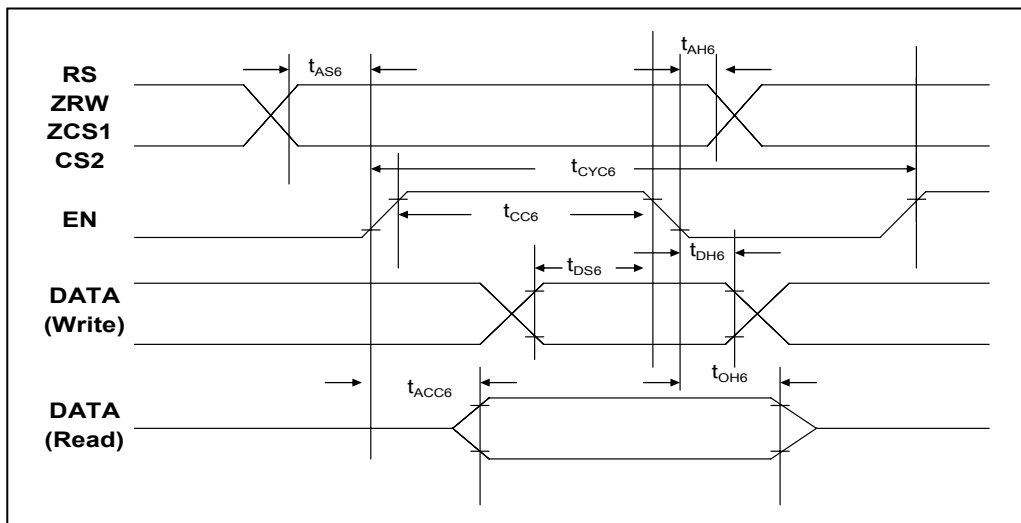 RS
ZRW
ZCS1
CS2
tAS6
tAH6
tCYC6
EN
tCC6
tDS6
tDH6
DATA
(Write)
tACC6
tOH6
DATA
(Read)